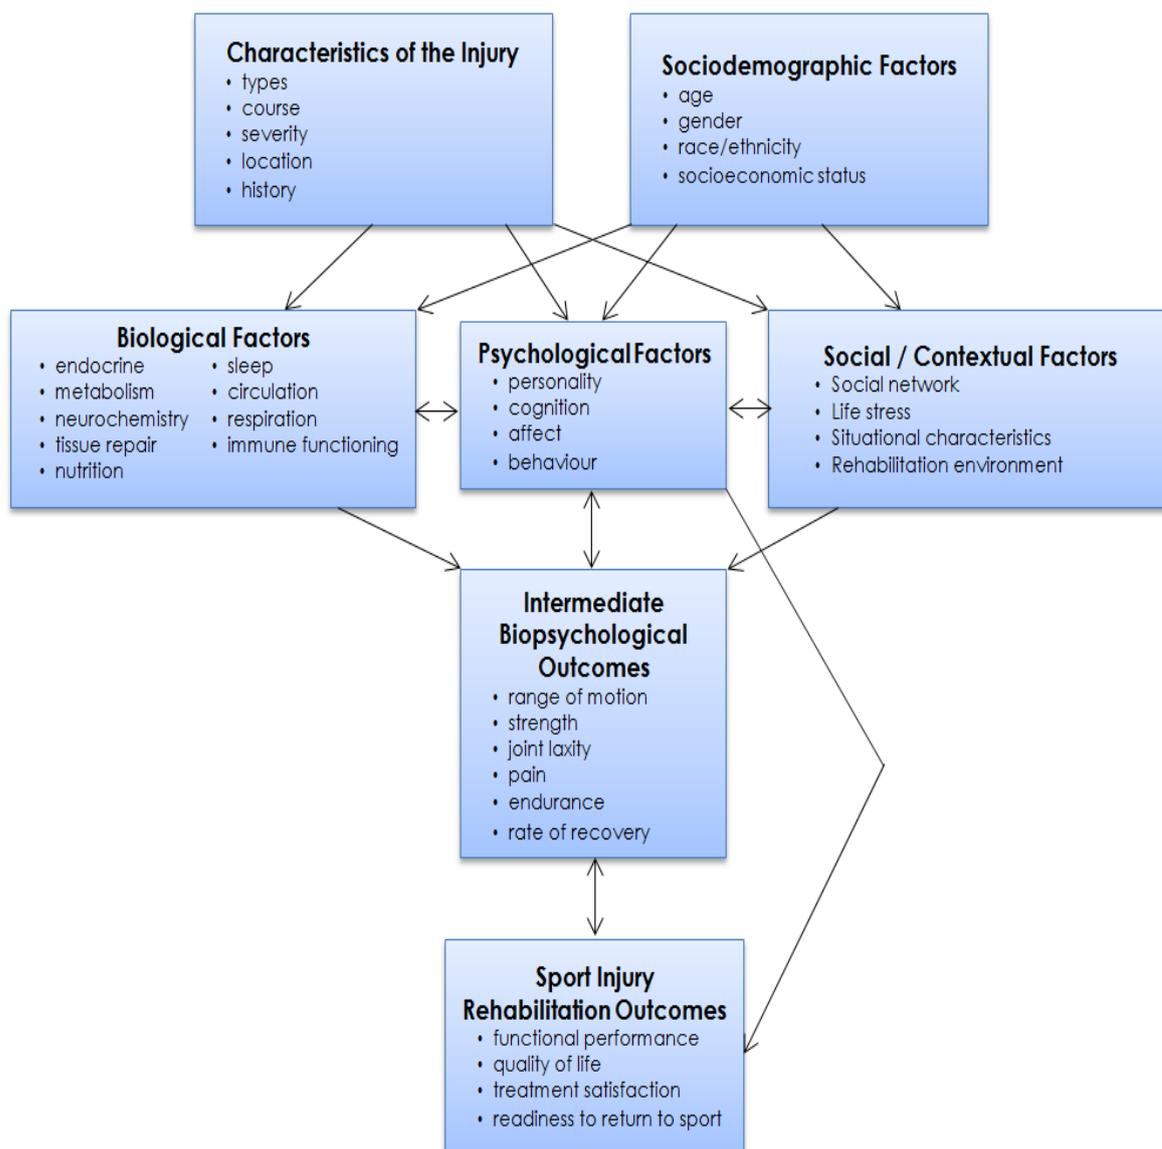 Characteristics of the Injury
• types
• course
• severity
• location
• history
Sociodemographic Factors
• age
• gender
• race/ethnicity
• socioeconomic status
Biological Factors
• endocrine
• metabolism
• neurochemistry
• tissue repair
• nutrition
• sleep
• circulation
• respiration
• immune functioning
Psychological Factors
• personality
• cognition
• affect
• behaviour
Social / Contextual Factors
• Social network
• Life stress
• Situational characteristics
• Rehabilitation environment
Intermediate
Biopsychological
Outcomes
• range of motion
• strength
• joint laxity
• pain
• endurance
• rate of recovery
Sport Injury
Rehabilitation Outcomes
• functional performance
• quality of life
• treatment satisfaction
• readiness to return to sport